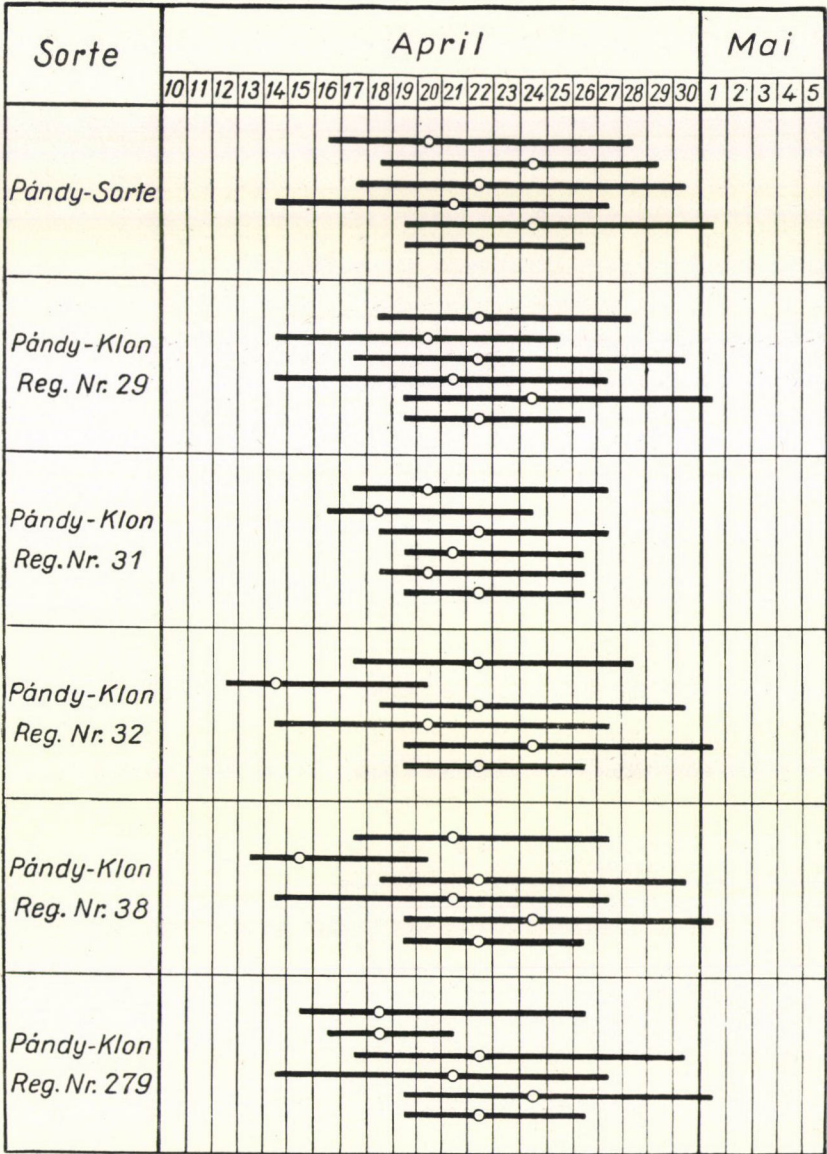 Sorte April Mai
10 11 12 13 14 15 16 17 18 19 20 21 22 23 24 25 26 27 28 29 30 1 2 3 4 5
Pándy-Sorte
Pándy-Klon
Reg. Nr. 29
Pándy-Klon
Reg. Nr. 31
Pándy-Klon
Reg. Nr. 32
Pándy-Klon
Reg. Nr. 38
Pándy-Klon
Reg. Nr. 279